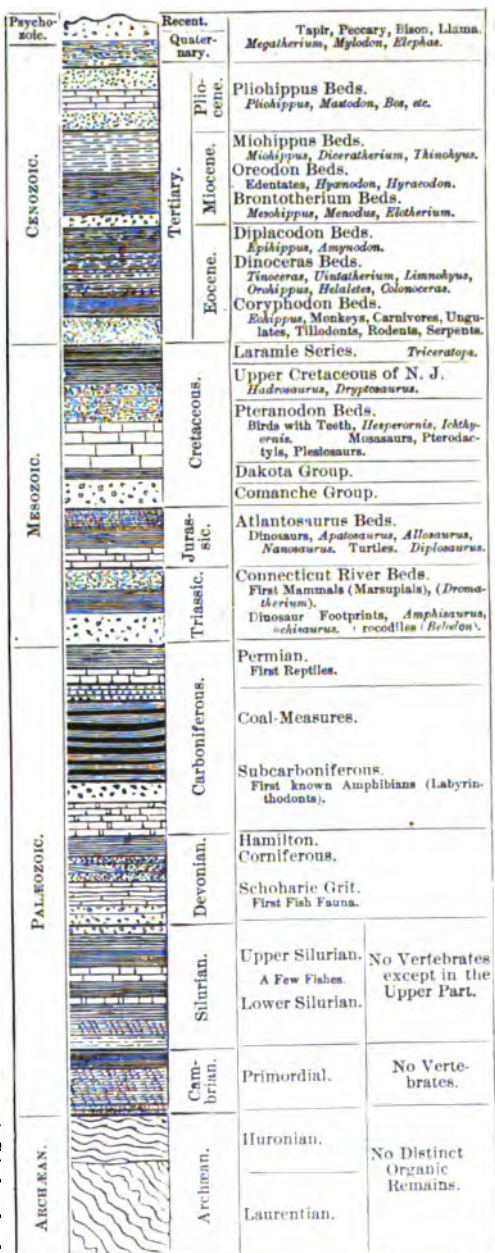 Psycho-
zoic.
Recent.
Quater-
nary.
Tapir, Peccary, Bison, Llama.
Megatherium, Mylodon, Elephas.
CENOZOIC.
Tertiary.
Plio-
cene.
Pliohippus Beds.
Pliohippus, Mastodon, Bos, etc.
Miocene.
Miohippus Beds.
Miohippus, Diceratherium, Thinohyus.
Oreodon Beds.
Edentates, Hyænodon, Hyracodon.
Brontotherium Beds.
Mesohippus, Menodus, Elotherium.
Eocene.
Diplacodon Beds.
Epihippus, Amynodon.
Dinoceras Beds.
Tinoceras, Uintatherium, Limnohyus,
Orohippus, Helaletes, Colonoceras.
Coryphodon Beds.
Eohippus, Monkeys, Carnivores, Ungu-
lates, Tillodonts, Rodents, Serpents.
MESOZOIC.
Cretaceous.
Laramie Series. Triceratops.
Upper Cretaceous of N. J.
Hadrosaurus, Dryptosaurus.
Pteranodon Beds.
Birds with Teeth, Hesperornis, Ichthy-
ornis. Mosasaurs, Pterodac-
tyls, Plesiosaurs.
Dakota Group.
Comanche Group.
Juras-
sic.
Atlantosaurus Beds.
Dinosaurs, Apatosaurus, Allosaurus,
Nanosaurus. Turtles. Diplosaurus.
Triassic.
Connecticut River Beds.
First Mammals (Marsupials), (Droma-
therium).
Dinosaur Footprints, Amphisaurus,
(Belodon).
PALÆOZOIC.
Carboniferous.
Permian.
First Reptiles.
Coal-Measures.
Subcarboniferous.
First known Amphibians (Labyrin-
thodonts).
Devonian.
Hamilton.
Corniferous.
Schoharie Grit.
First Fish Fauna.
Silurian.
Upper Silurian.
A Few Fishes.
Lower Silurian.
No Vertebrates
except in the
Upper Part.
Cam-
brian.
Primordial.
No Verte-
brates.
ARCHÆAN.
Archæan.
Huronian.
Laurentian.
No Distinct
Organic
Remains.